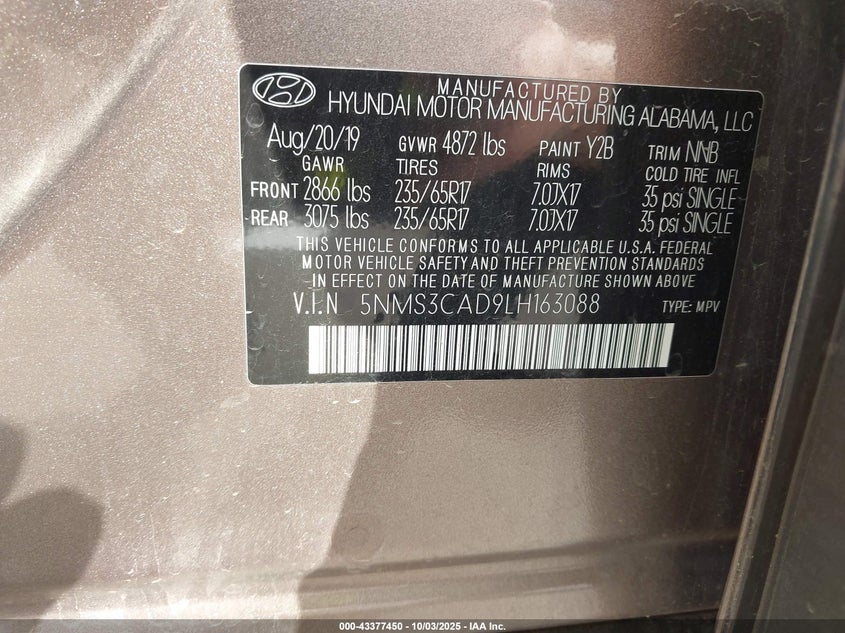 MANUFACTURED BY
HYUNDAI MOTOR MANUFACTURING ALABAMA, LLC
Aug/20/19 GVWR 4872 lbs PAINT Y2B TRIM NNB
GAWR TIRES RIMS COLD TIRE INFL
FRONT 2866 lbs 235/65R17 7.0JX17 35 psi SINGLE
REAR 3075 lbs 235/65R17 7.0JX17 35 psi SINGLE
THIS VEHICLE CONFORMS TO ALL APPLICABLE U.S.A. FEDERAL
MOTOR VEHICLE SAFETY AND THEFT PREVENTION STANDARDS
IN EFFECT ON THE DATE OF MANUFACTURE SHOWN ABOVE
V.I.N 5NMS3CAD9LH163088 TYPE: MPV
000-43377450 - 10/03/2025 - IAA Inc.